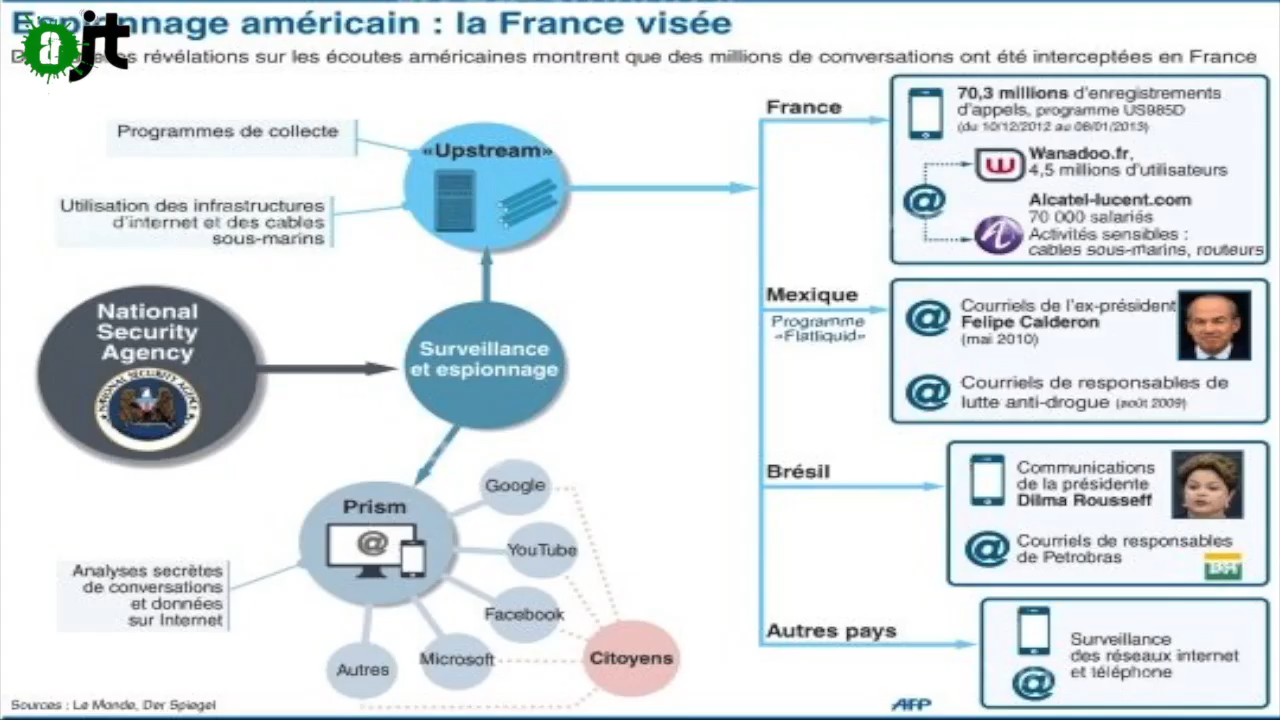 Espionnage américain : la France visée
ajt
révélations sur les écoutes américaines montrent que des millions de conversations ont été interceptées en France
Programmes de collecte
«Upstream»
Utilisation des infrastructures
d'internet et des cables
sous-marins
National
Security
Agency
NATIONAL SECURITY AGENCY
Surveillance
et espionnage
Prism
@
Analyses secrètes
de conversations
et données
sur Internet
Google
YouTube
Facebook
Microsoft
Autres
Citoyens
France
70,3 millions d'enregistrements
d'appels, programme US985D
(du 10/12/2012 au 08/01/2013)
@
w
Wanadoo.fr,
4,5 millions d'utilisateurs
Alcatel-lucent.com
70 000 salariés
Activités sensibles :
cables sous-marins, routeurs
Mexique
Programme
«Flatliquid»
@
Courriels de l'ex-président
Felipe Calderon
(mai 2010)
@
Courriels de responsables de
lutte anti-drogue (août 2009)
Brésil
Communications
de la présidente
Dilma Rousseff
@
Courriels de responsables
de Petrobras
BR
Autres pays
@
Surveillance
des réseaux internet
et téléphone
Sources : Le Monde, Der Spiegel
AFP